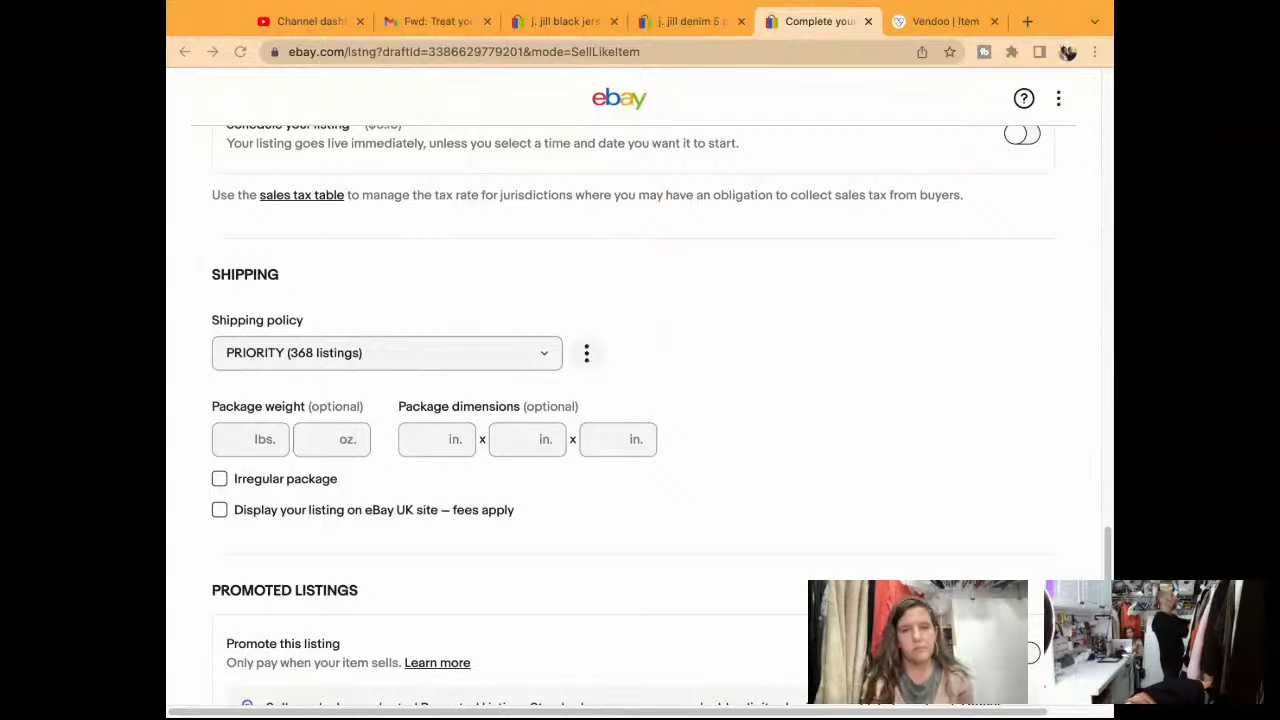 Channel dash
Fwd: Treat you
j. jill black jers
j. jill denim 5 p
Complete your
Vendoo | Item
ebay.com/lstng?draftId=3386629779201&mode=SellLikeItem
ebay
Schedule your listing
Your listing goes live immediately, unless you select a time and date you want it to start.
Use the sales tax table to manage the tax rate for jurisdictions where you may have an obligation to collect sales tax from buyers.
SHIPPING
Shipping policy
PRIORITY (368 listings)
Package weight (optional) Package dimensions (optional)
lbs. oz. in. x in. x in.
Irregular package
Display your listing on eBay UK site – fees apply
PROMOTED LISTINGS
Promote this listing
Only pay when your item sells. Learn more